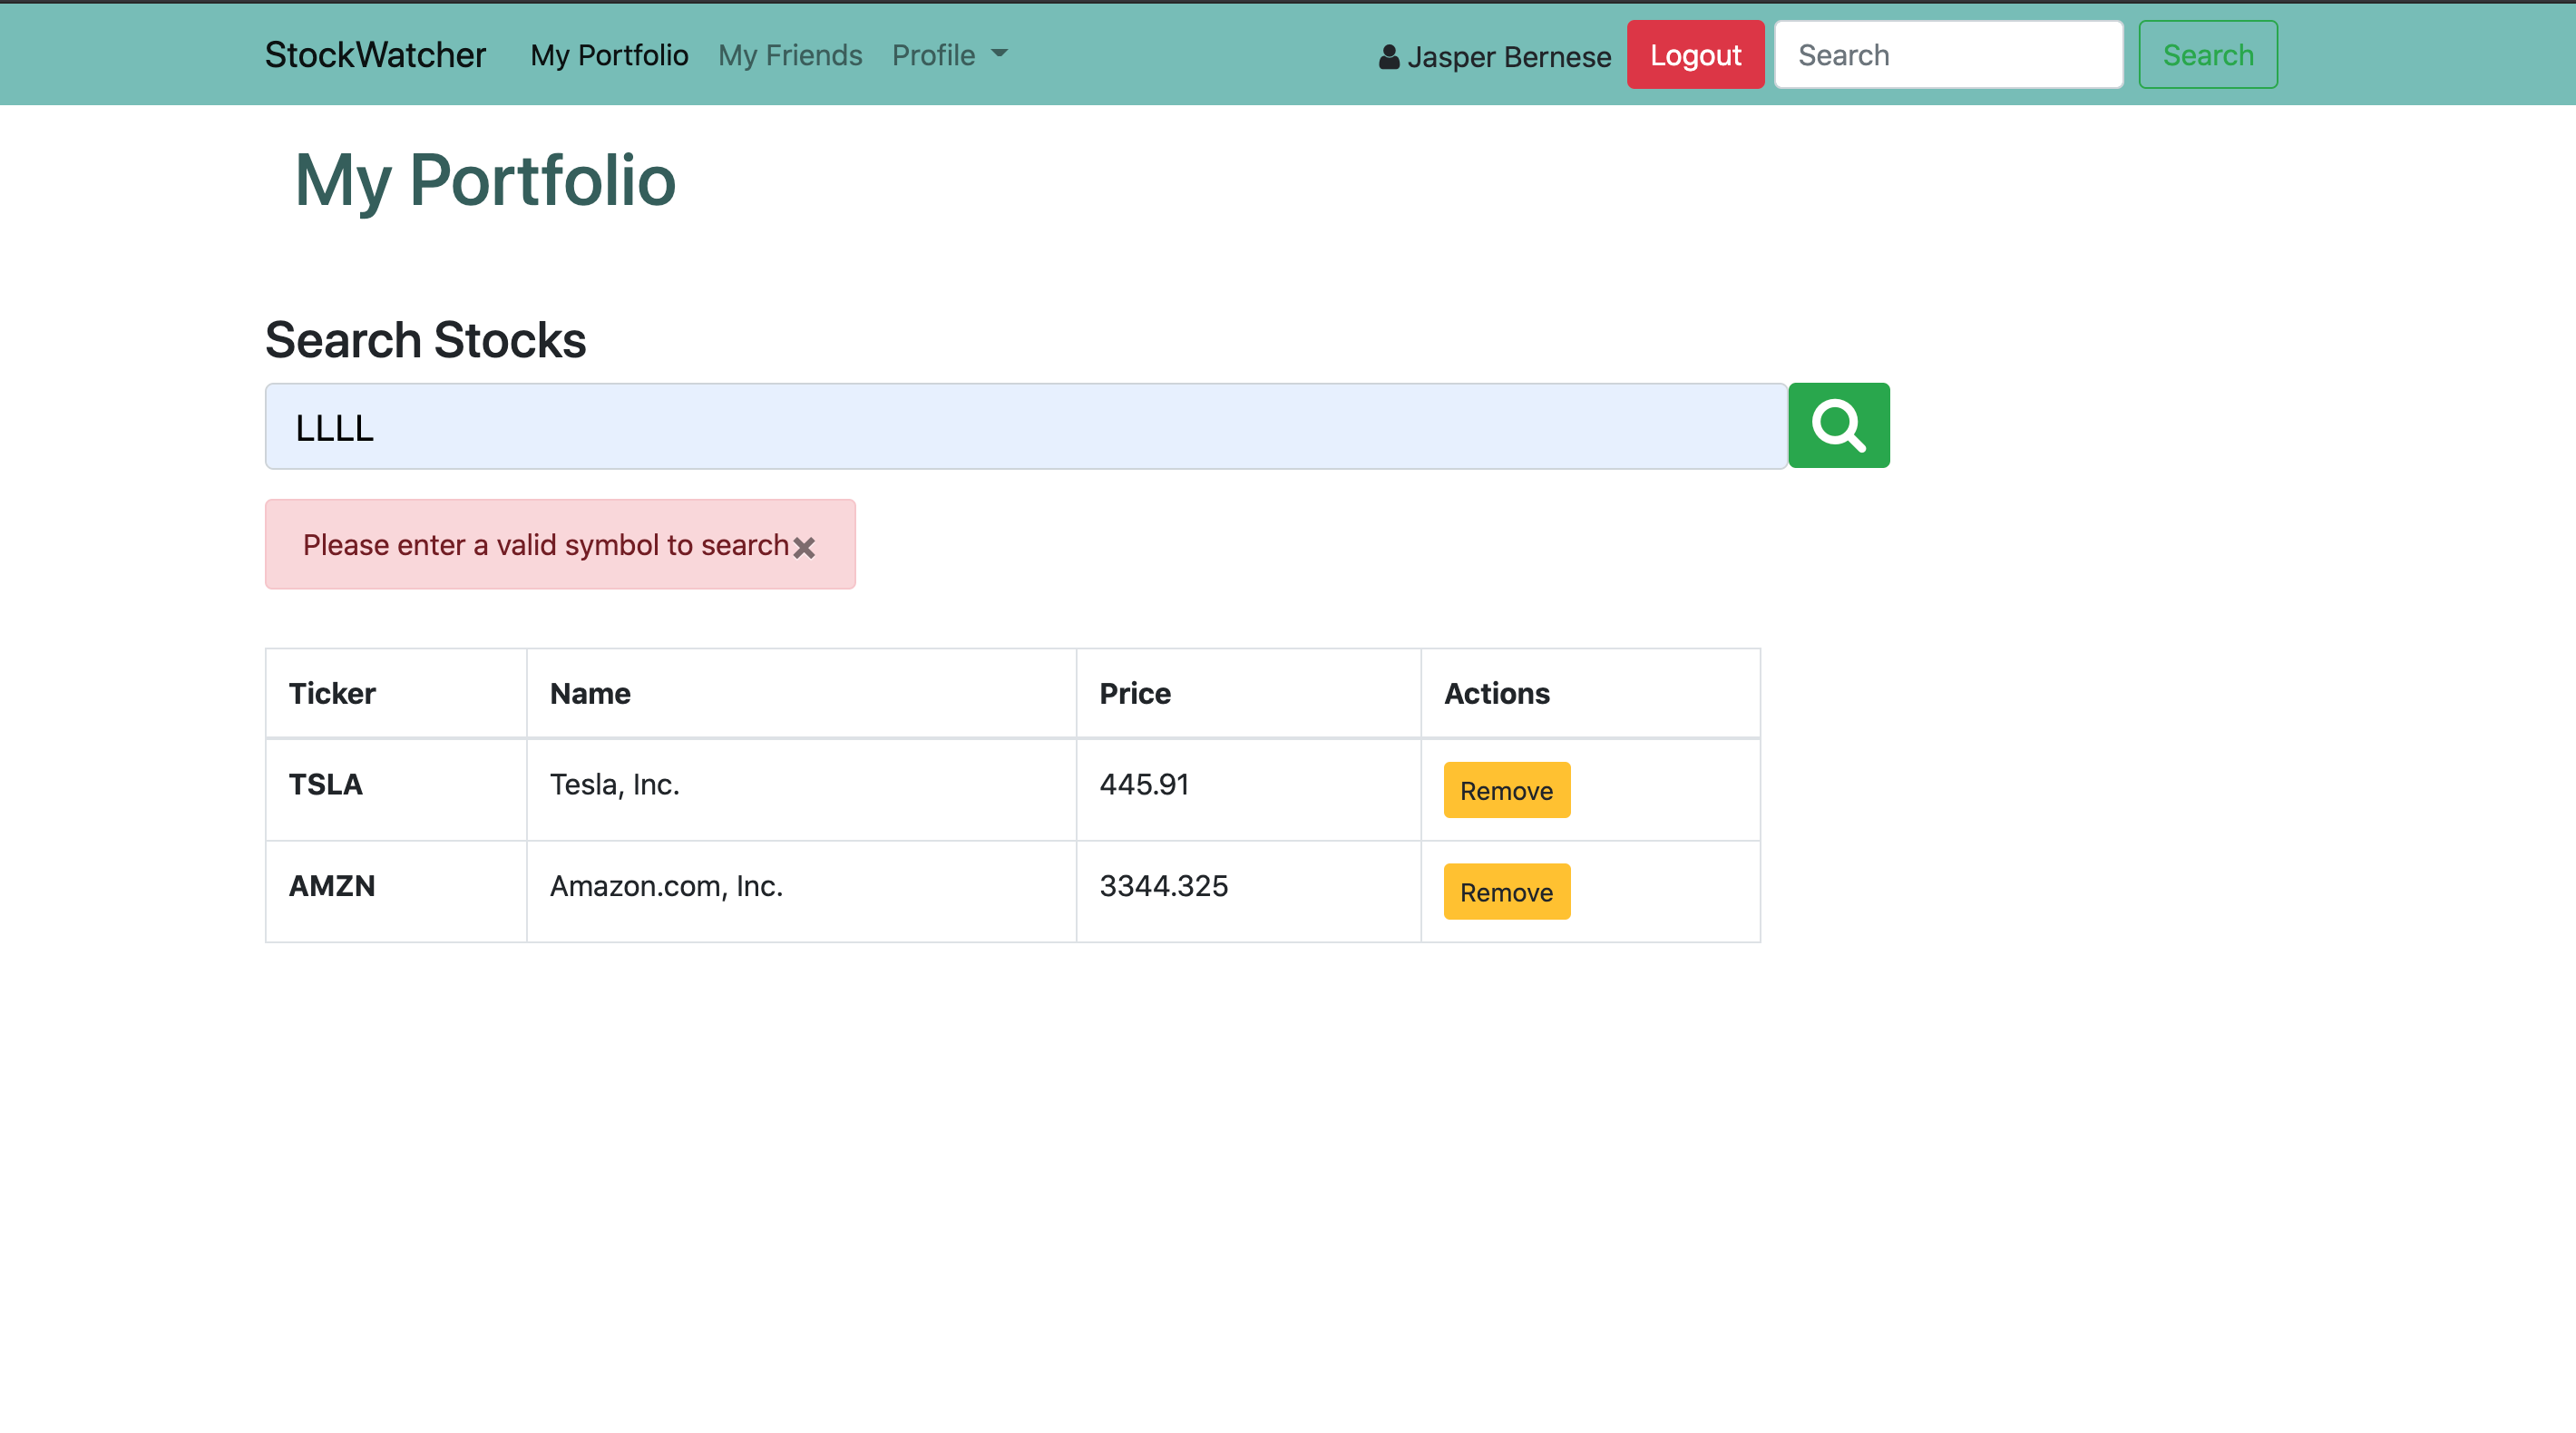 StockWatcher My Portfolio My Friends Profile Jasper Bernese Logout Search Search
My Portfolio
Search Stocks
LLLL
Please enter a valid symbol to search ×
Ticker Name Price Actions
TSLA Tesla, Inc. 445.91 Remove
AMZN Amazon.com, Inc. 3344.325 Remove